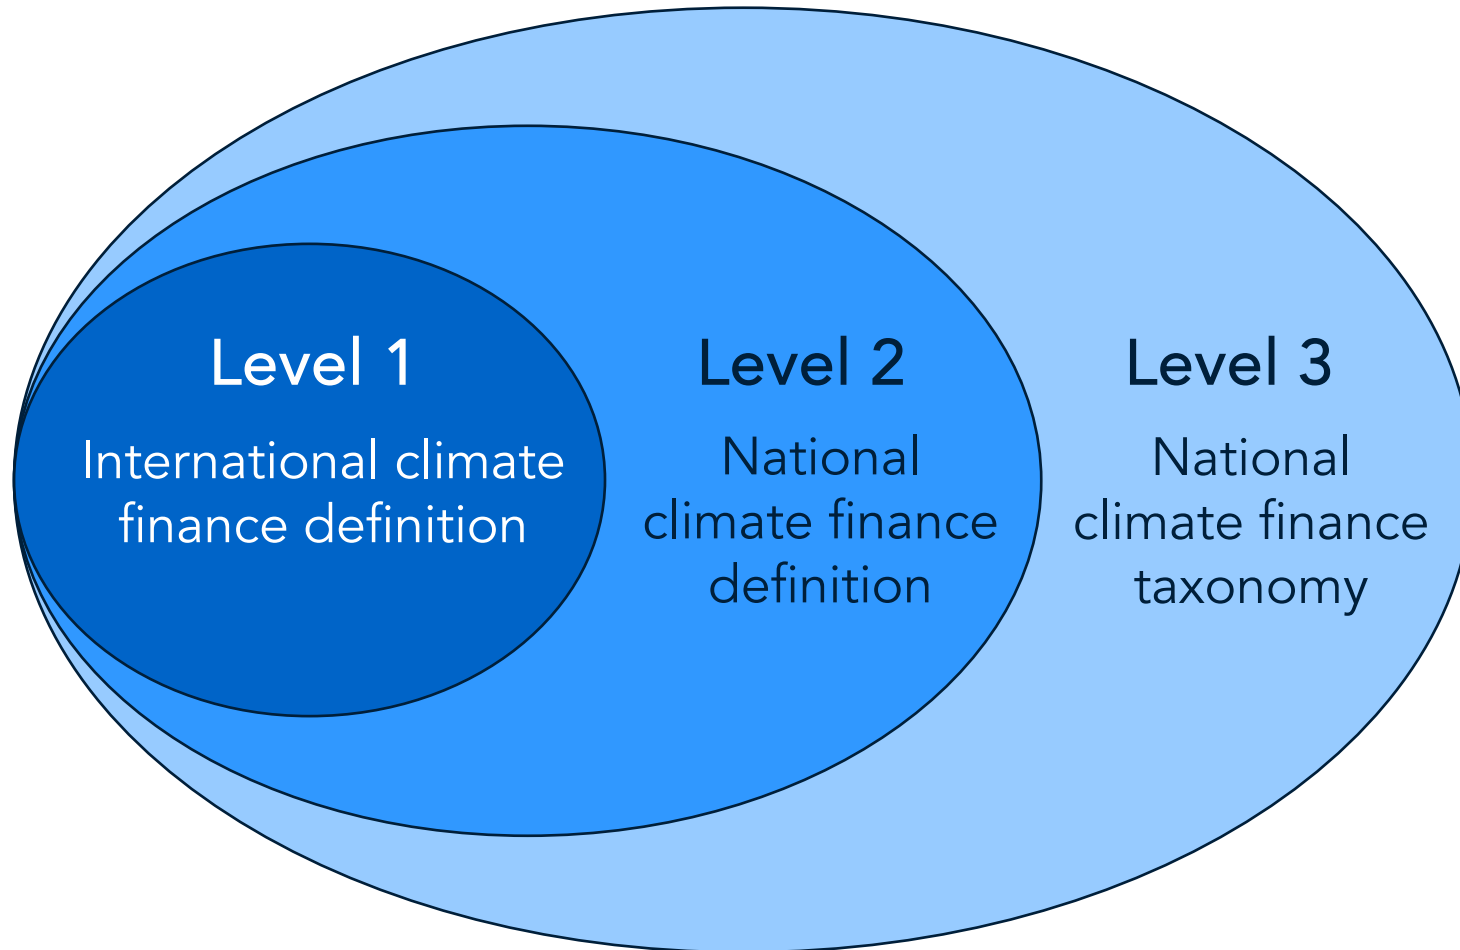 Level 1
International climate
finance definition
Level 2
National
climate finance
definition
Level 3
National
climate finance
taxonomy